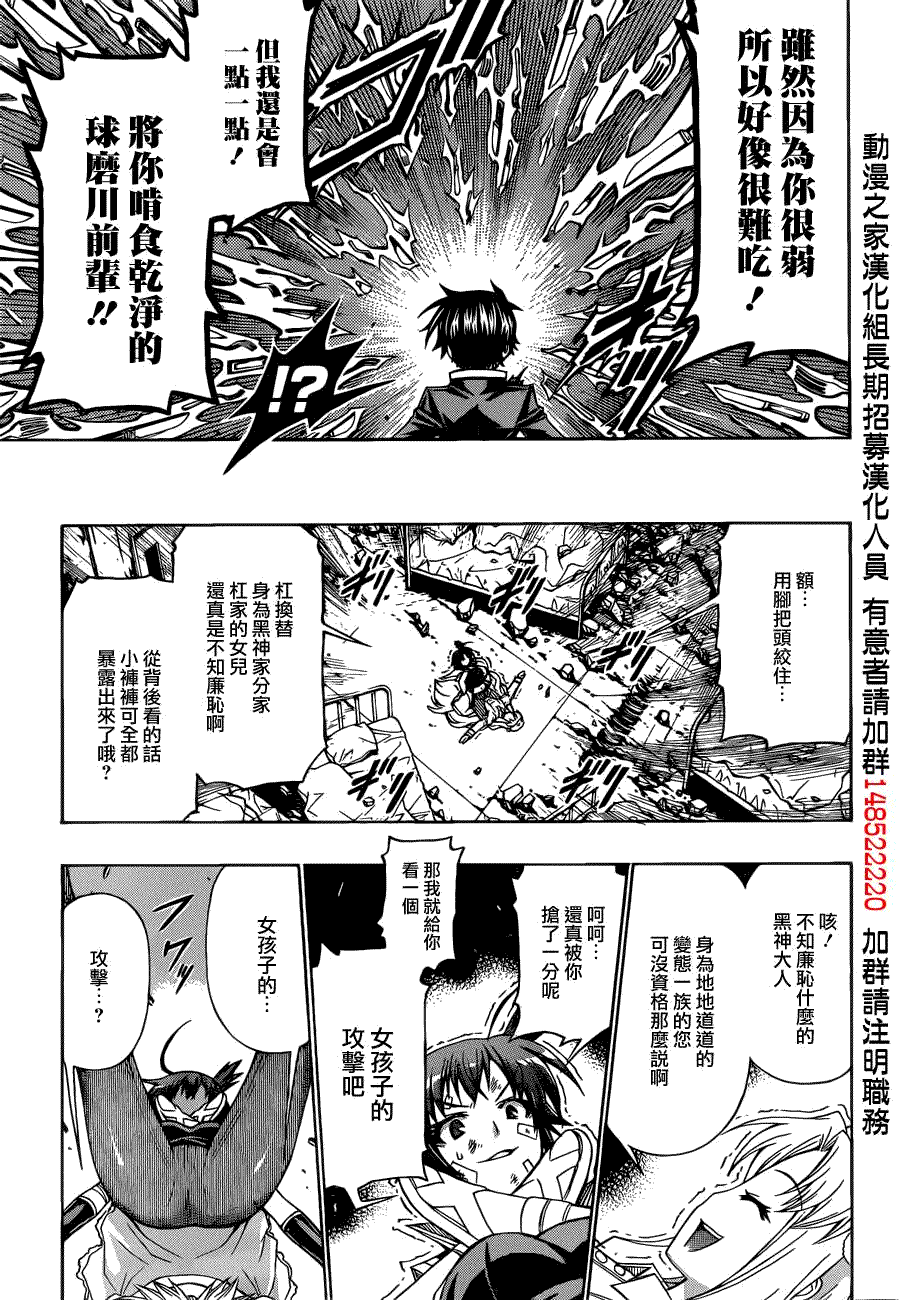 雖然因為你很弱
所以好像很難吃！
但我還是會
一點一點！
將你啃食乾淨的
球磨川前輩！！
!?
額…
用腳把頭絞住…
杠換替
身為黑神家分家
杠家的女兒
還真是不知廉恥啊
從背後看的話
小褲褲可全都
暴露出來了哦？
咳！
不知廉恥什麼的
黑神大人
身為地地道道的
變態一族的您
可沒資格那麼說啊
呵呵…
還真被你
搶了一分呢
那我就給你
看一個
女孩子的
攻擊吧
女孩子的…
攻擊…？
動漫之家漢化組長期招募漢化人員 有意者請加群148522220 加群請注明職務